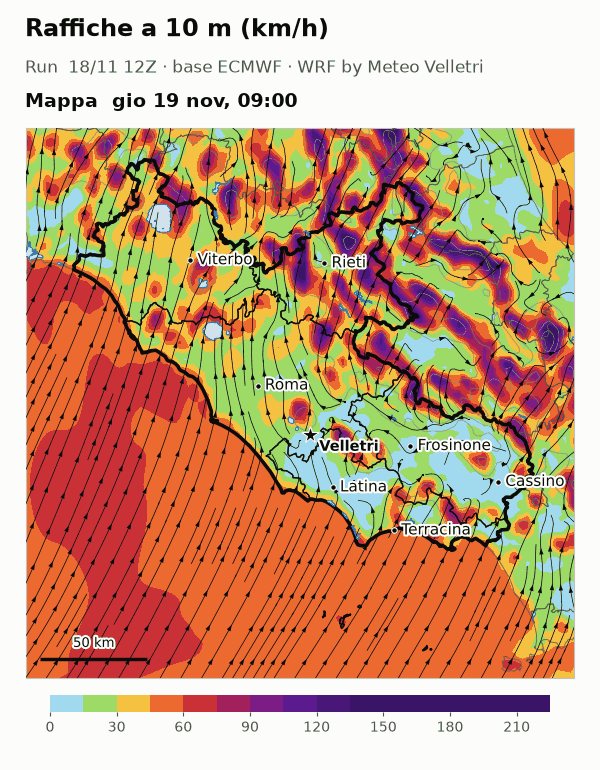 Raffiche a 10 m (km/h)
Run 18/11 12Z · base ECMWF · WRF by Meteo Velletri
Mappa gio 19 nov, 09:00
Viterbo
Rieti
Roma
Velletri
Frosinone
Latina
Cassino
Terracina
50 km
0 30 60 90 120 150 180 210